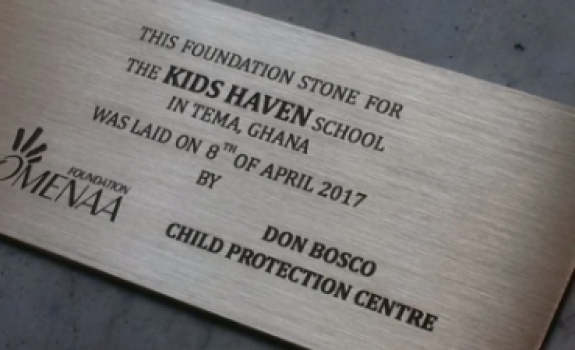 THIS FOUNDATION STONE FOR
THE KIDS HAVEN SCHOOL
IN TEMA, GHANA
WAS LAID ON 8TH OF APRIL 2017
BY
FOUNDATION
OMENAA
DON BOSCO
CHILD PROTECTION CENTRE